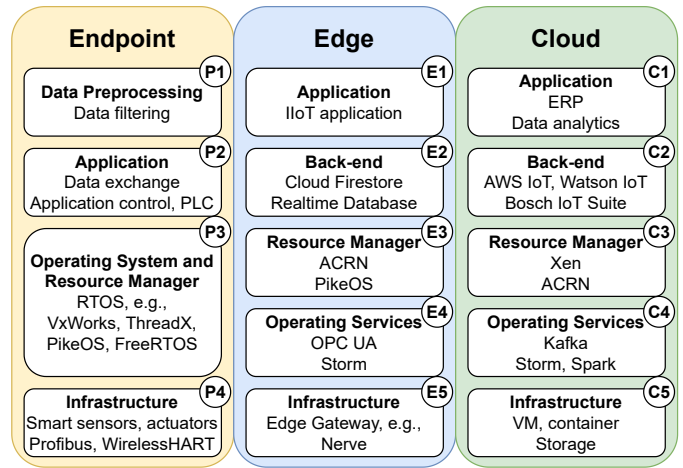 Endpoint
P1
Data Preprocessing
Data filtering
P2
Application
Data exchange
Application control, PLC
P3
Operating System and
Resource Manager
RTOS, e.g.,
VxWorks, ThreadX,
PikeOS, FreeRTOS
P4
Infrastructure
Smart sensors, actuators
Profibus, WirelessHART
Edge
E1
Application
IIoT application
E2
Back-end
Cloud Firestore
Realtime Database
E3
Resource Manager
ACRN
PikeOS
E4
Operating Services
OPC UA
Storm
E5
Infrastructure
Edge Gateway, e.g.,
Nerve
Cloud
C1
Application
ERP
Data analytics
C2
Back-end
AWS IoT, Watson IoT
Bosch IoT Suite
C3
Resource Manager
Xen
ACRN
C4
Operating Services
Kafka
Storm, Spark
C5
Infrastructure
VM, container
Storage